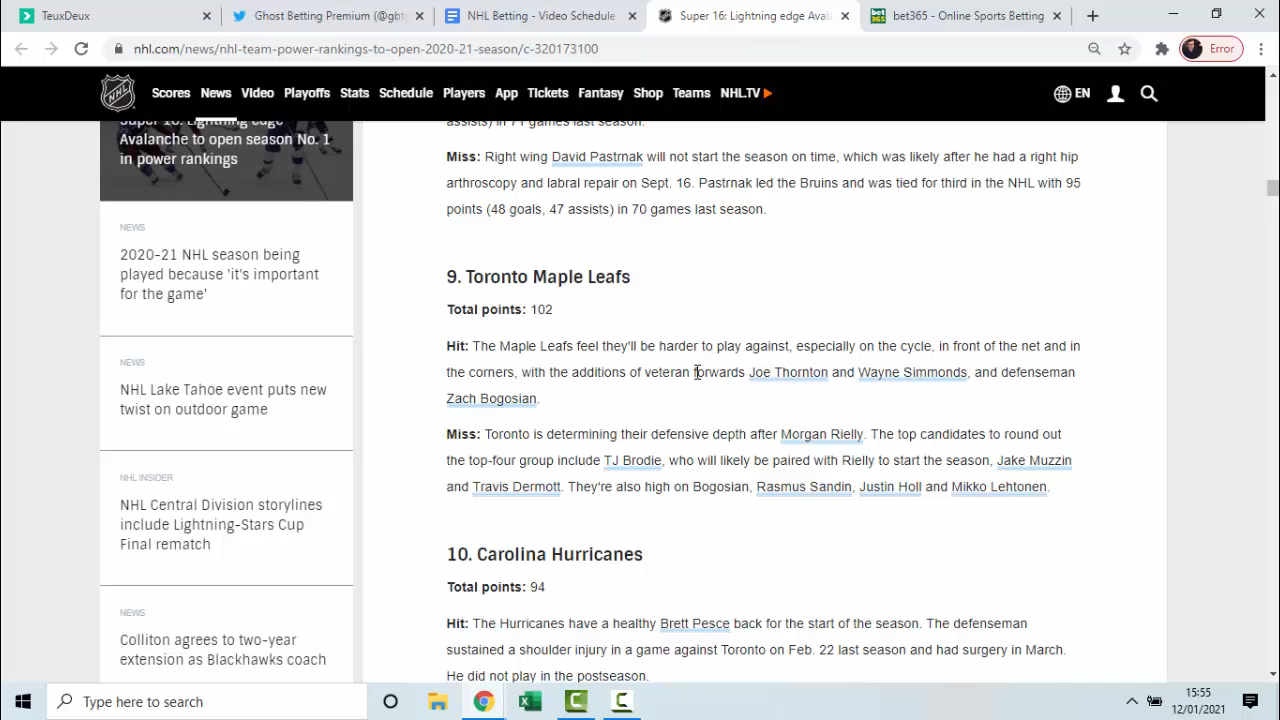 TeuxDeux
Ghost Betting Premium (@gh
NHL Betting - Video Schedule
Super 16: Lightning edge Avala
bet365 - Online Sports Betting
nhl.com/news/nhl-team-power-rankings-to-open-2020-21-season/c-320173100
Error
Scores News Video Playoffs Stats Schedule Players App Tickets Fantasy Shop Teams NHL.TV EN
Super 16: Lightning edge
Avalanche to open season No. 1
in power rankings
NEWS
2020-21 NHL season being
played because 'it's important
for the game'
NEWS
NHL Lake Tahoe event puts new
twist on outdoor game
NHL INSIDER
NHL Central Division storylines
include Lightning-Stars Cup
Final rematch
NEWS
Colliton agrees to two-year
extension as Blackhawks coach
assists) in 71 games last season.
Miss: Right wing David Pastrnak will not start the season on time, which was likely after he had a right hip
arthroscopy and labral repair on Sept. 16. Pastrnak led the Bruins and was tied for third in the NHL with 95
points (48 goals, 47 assists) in 70 games last season.
9. Toronto Maple Leafs
Total points: 102
Hit: The Maple Leafs feel they'll be harder to play against, especially on the cycle, in front of the net and in
the corners, with the additions of veteran forwards Joe Thornton and Wayne Simmonds, and defenseman
Zach Bogosian.
Miss: Toronto is determining their defensive depth after Morgan Rielly. The top candidates to round out
the top-four group include TJ Brodie, who will likely be paired with Rielly to start the season, Jake Muzzin
and Travis Dermott. They're also high on Bogosian, Rasmus Sandin, Justin Holl and Mikko Lehtonen.
10. Carolina Hurricanes
Total points: 94
Hit: The Hurricanes have a healthy Brett Pesce back for the start of the season. The defenseman
sustained a shoulder injury in a game against Toronto on Feb. 22 last season and had surgery in March.
He did not play in the postseason.
Type here to search
15:55
12/01/2021